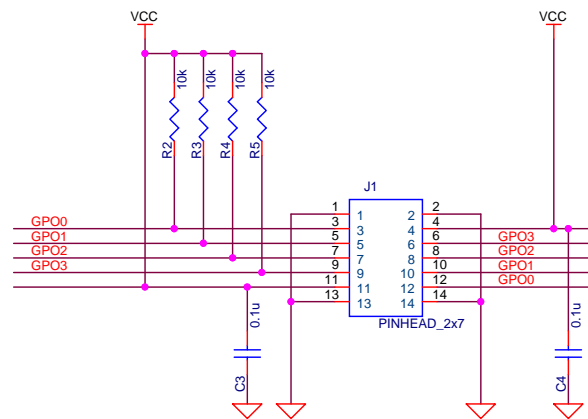 VCC
VCC
10k
10k
10k
10k
R2
R3
R4
R5
J1
GPO0
GPO1
GPO2
GPO3
1
3
5
7
9
11
13
1
3
5
7
9
11
13
2
4
6
8
10
12
14
2
4
6
8
10
12
14
GPO3
GPO2
GPO1
GPO0
PINHEAD_2x7
0.1u
C3
0.1u
C4